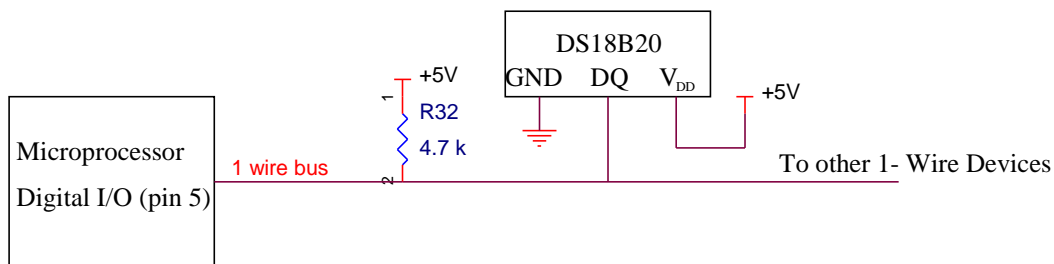 DS18B20
GND DQ VDD
+5V
+5V
1
R32
4.7 k
2
Microprocessor
Digital I/O (pin 5)
1 wire bus
To other 1- Wire Devices